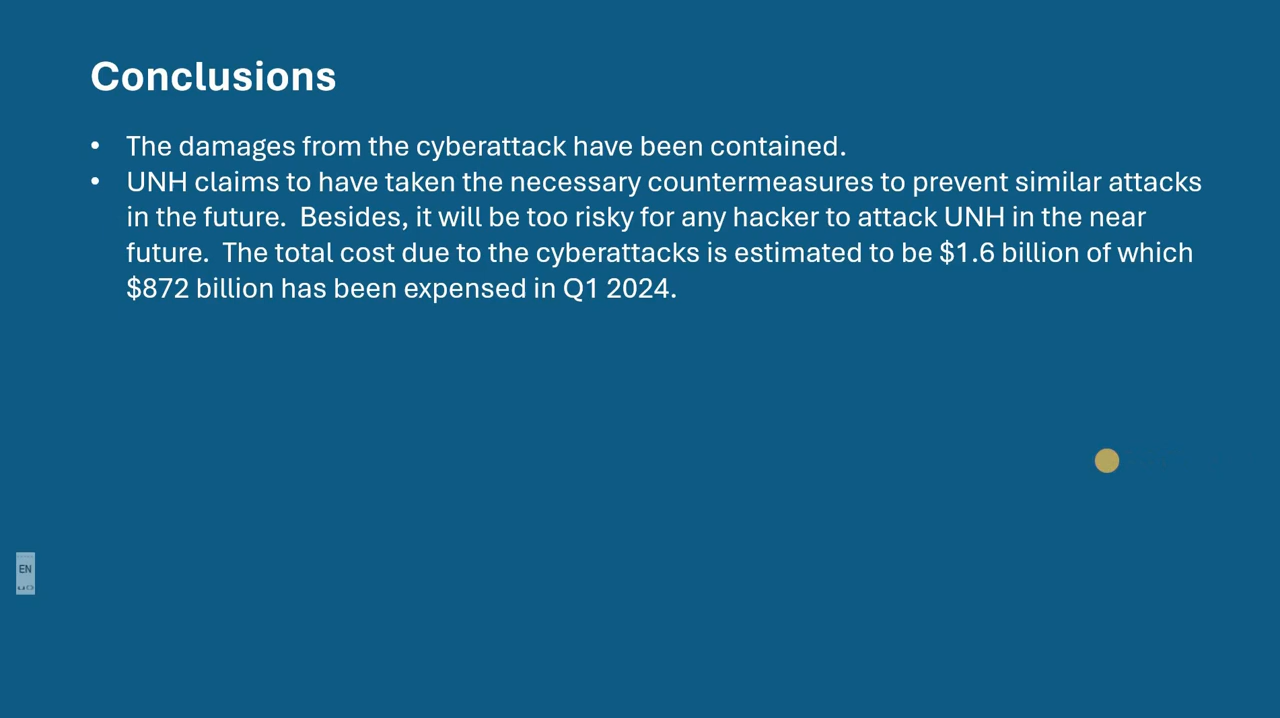 Conclusions
• The damages from the cyberattack have been contained.
• UNH claims to have taken the necessary countermeasures to prevent similar attacks
in the future.  Besides, it will be too risky for any hacker to attack UNH in the near
future.  The total cost due to the cyberattacks is estimated to be $1.6 billion of which
$872 billion has been expensed in Q1 2024.
EN